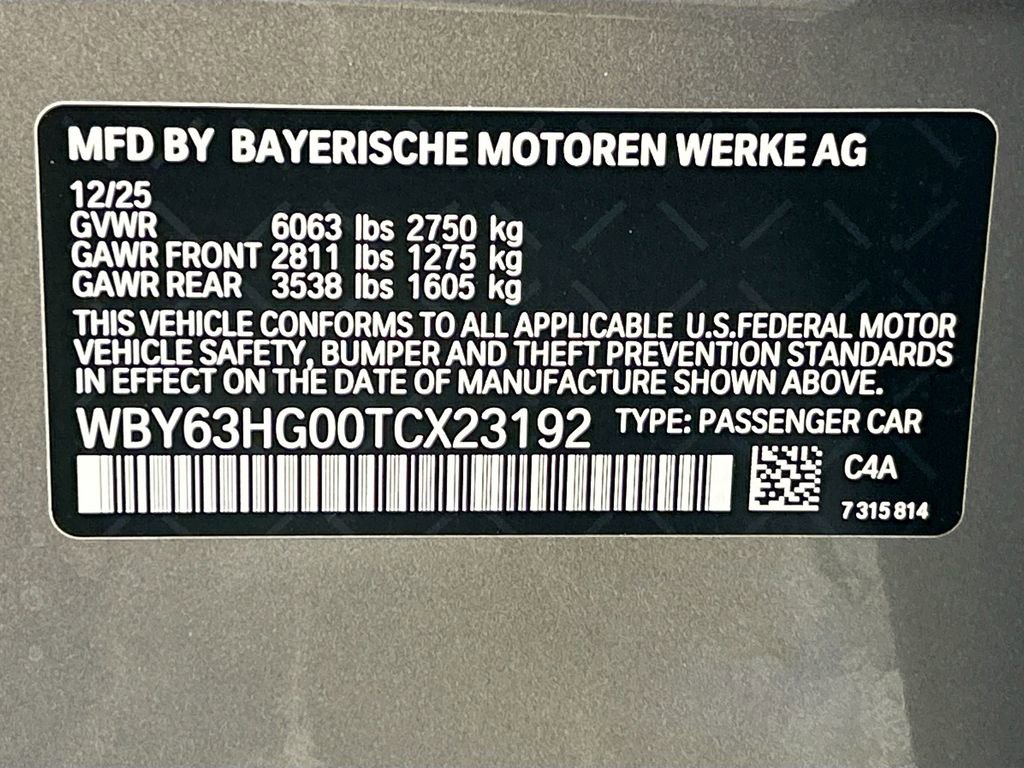 MFD BY BAYERISCHE MOTOREN WERKE AG
12/25
GVWR 6063 lbs 2750 kg
GAWR FRONT 2811 lbs 1275 kg
GAWR REAR 3538 lbs 1605 kg
THIS VEHICLE CONFORMS TO ALL APPLICABLE U.S.FEDERAL MOTOR
VEHICLE SAFETY, BUMPER AND THEFT PREVENTION STANDARDS
IN EFFECT ON THE DATE OF MANUFACTURE SHOWN ABOVE.
WBY63HG00TCX23192 TYPE: PASSENGER CAR
C4A
7 315 814